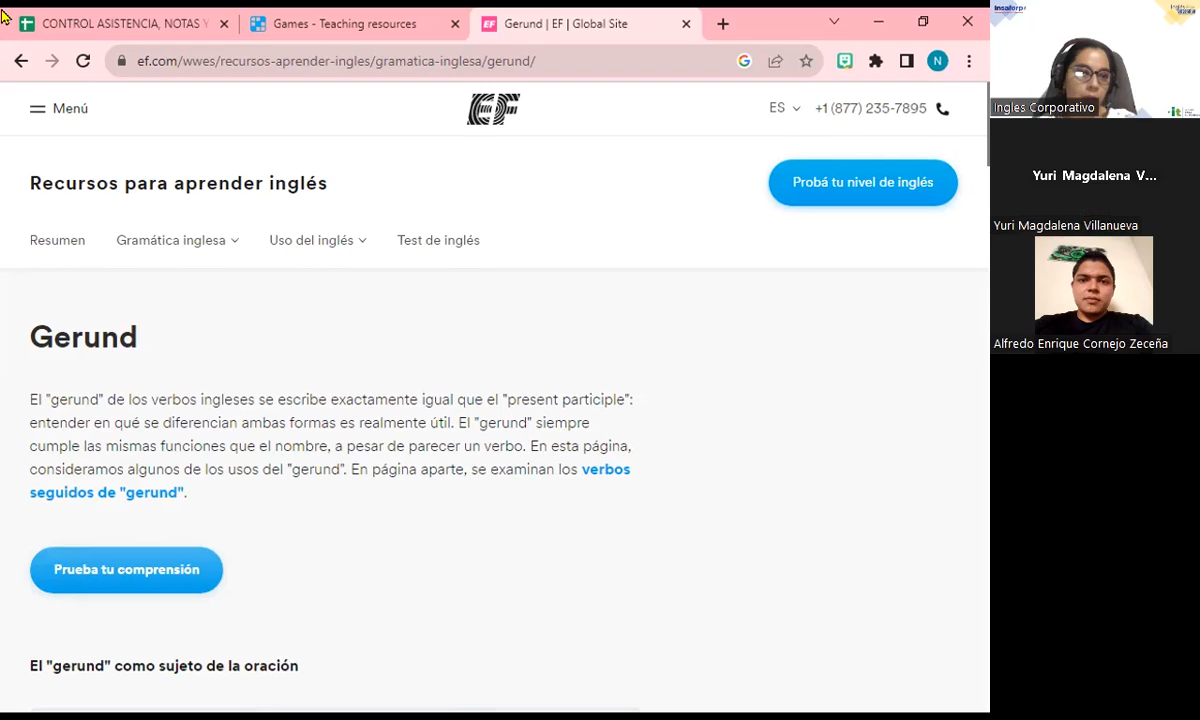 CONTROL ASISTENCIA, NOTAS Y
Games - Teaching resources
Gerund | EF | Global Site
ef.com/wwes/recursos-aprender-ingles/gramatica-inglesa/gerund/
N
Menú
EF
ES
+1 (877) 235-7895
Recursos para aprender inglés
Probá tu nivel de inglés
Resumen
Gramática inglesa
Uso del inglés
Test de inglés
Gerund
El "gerund" de los verbos ingleses se escribe exactamente igual que el "present participle":
entender en qué se diferencian ambas formas es realmente útil. El "gerund" siempre
cumple las mismas funciones que el nombre, a pesar de parecer un verbo. En esta página,
consideramos algunos de los usos del "gerund". En página aparte, se examinan los verbos
seguidos de "gerund".
Prueba tu comprensión
El "gerund" como sujeto de la oración
Insaforp
Ingles Corporativo
Yuri Magdalena V...
Yuri Magdalena Villanueva
Alfredo Enrique Cornejo Zeceña